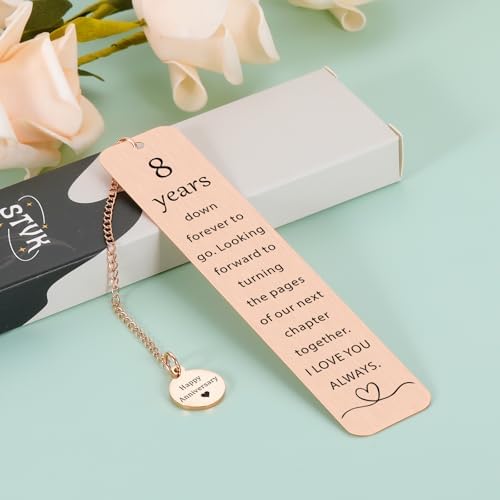 8
years
down
forever to
go. Looking
forward to
turning
the pages
of our next
chapter
together.
I LOVE YOU
ALWAYS.
Happy
Anniversary
STVK